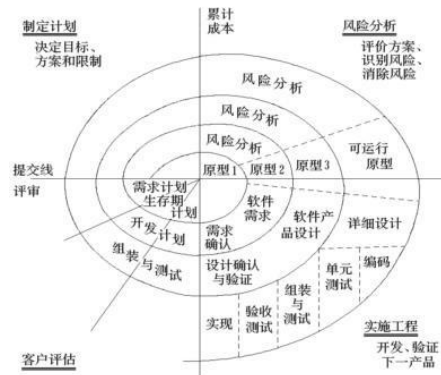 制定计划
决定目标、
方案和限制
累计
成本
风险分析
评价方案、
识别风险、
消除风险
风险分析
风险分析
风险分析
原型1
原型2
原型3
可运行
原型
提交线
评审
需求计划
生存期
计划
开发计划
组装与测试
软件
需求
需求
确认
软件产
品设计
详细设计
设计确认
与验证
实现
验收
测试
组装
与
测试
单元
测试
编码
实施工程
开发、验证
下一产品
客户评估